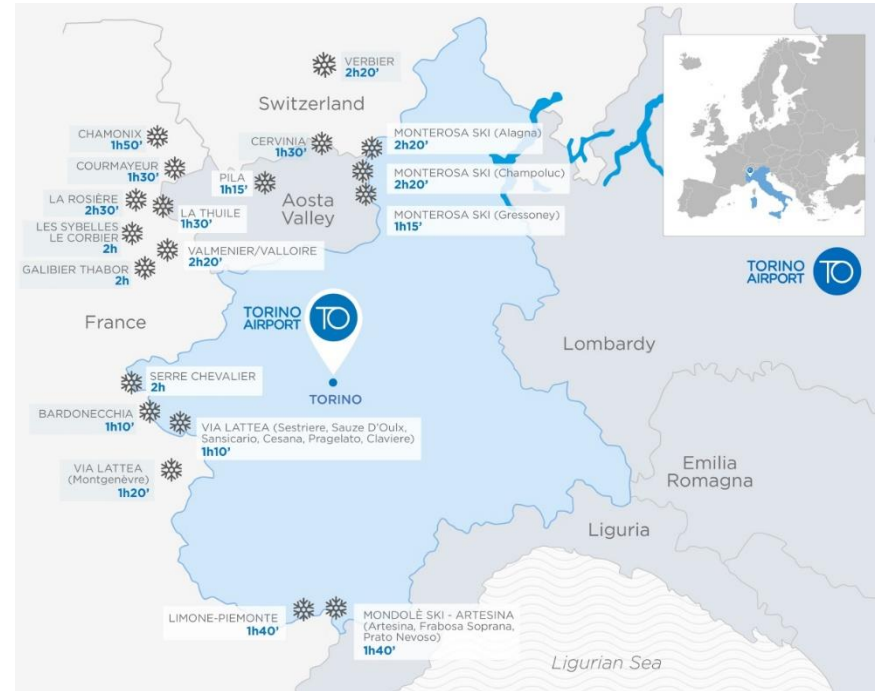 VERBIER
2h20'
Switzerland
CHAMONIX
1h50'
CERVINIA
1h30'
MONTEROSA SKI (Alagna)
2h20'
COURMAYEUR
1h30'
PILA
1h15'
MONTEROSA SKI (Champoluc)
2h20'
LA ROSIÈRE
2h30'
LA THUILE
1h30'
Aosta
Valley
MONTEROSA SKI (Gressoney)
1h15'
LES SYBELLES
LE CORBIER
2h
VALMENIER/VALLOIRE
2h20'
GALIBIER THABOR
2h
TORINO
AIRPORT
TO
France
TORINO
AIRPORT
TO
Lombardy
SERRE CHEVALIER
2h
TORINO
BARDONECCHIA
1h10'
VIA LATTEA (Sestriere, Sauze D'Oulx,
Sansicario, Cesana, Pragelato, Claviere)
1h10'
VIA LATTEA
(Montgenèvre)
1h20'
Emilia
Romagna
Liguria
LIMONE-PIEMONTE
1h40'
MONDOLÈ SKI - ARTESINA
(Artesina, Frabosa Soprana,
Prato Nevoso)
1h40'
Ligurian Sea